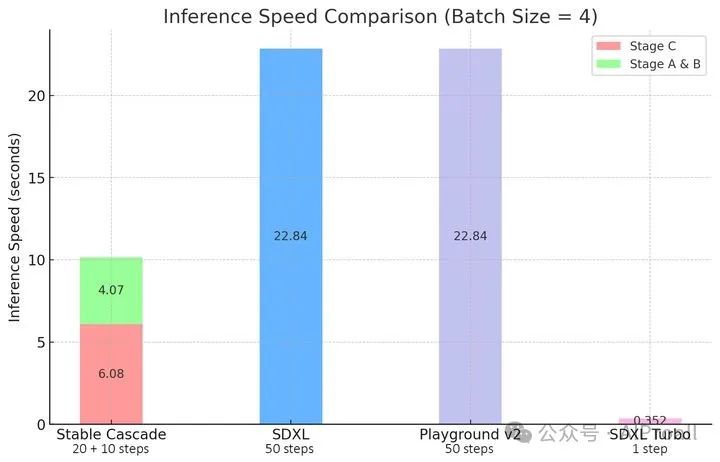 Inference Speed Comparison (Batch Size = 4)
Stage C
Stage A & B
Inference Speed (seconds)
20
15
10
5
0
4.07
6.08
22.84
22.84
0.352
Stable Cascade
SDXL
Playground v2
SDXL Turbo
20 + 10 steps
50 steps
50 steps
1 step
公众号